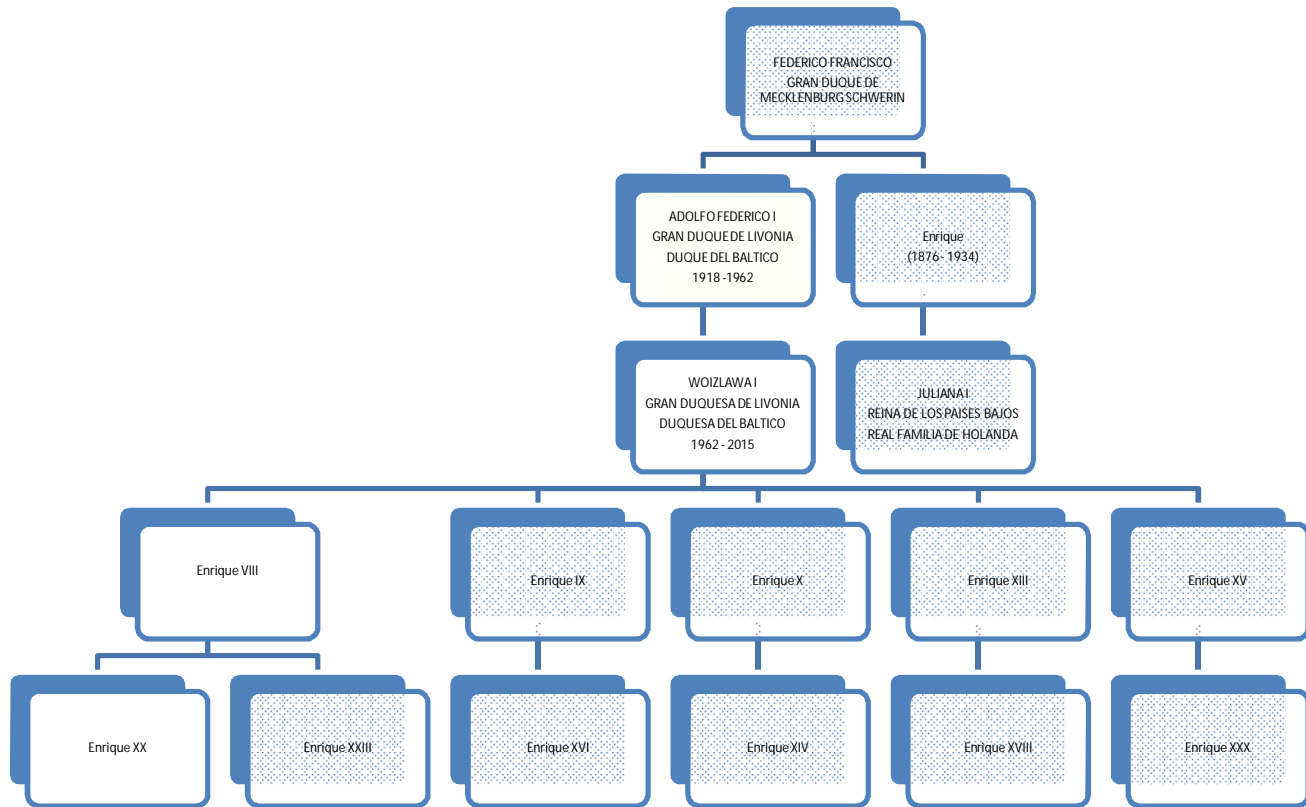 FEDERICO FRANCISCO
GRAN DUQUE DE
MECKLENBURG SCHWERIN
ADOLFO FEDERICO I
GRAN DUQUE DE LIVONIA
DUQUE DEL BALTICO
1918 -1962
Enrique
(1876 - 1934)
WOIZLAWA I
GRAN DUQUESA DE LIVONIA
DUQUESA DEL BALTICO
1962 - 2015
JULIANA I
REINA DE LOS PAISES BAJOS
REAL FAMILIA DE HOLANDA
Enrique VIII
Enrique IX
Enrique X
Enrique XIII
Enrique XV
Enrique XX
Enrique XXIII
Enrique XVI
Enrique XIV
Enrique XVIII
Enrique XXX